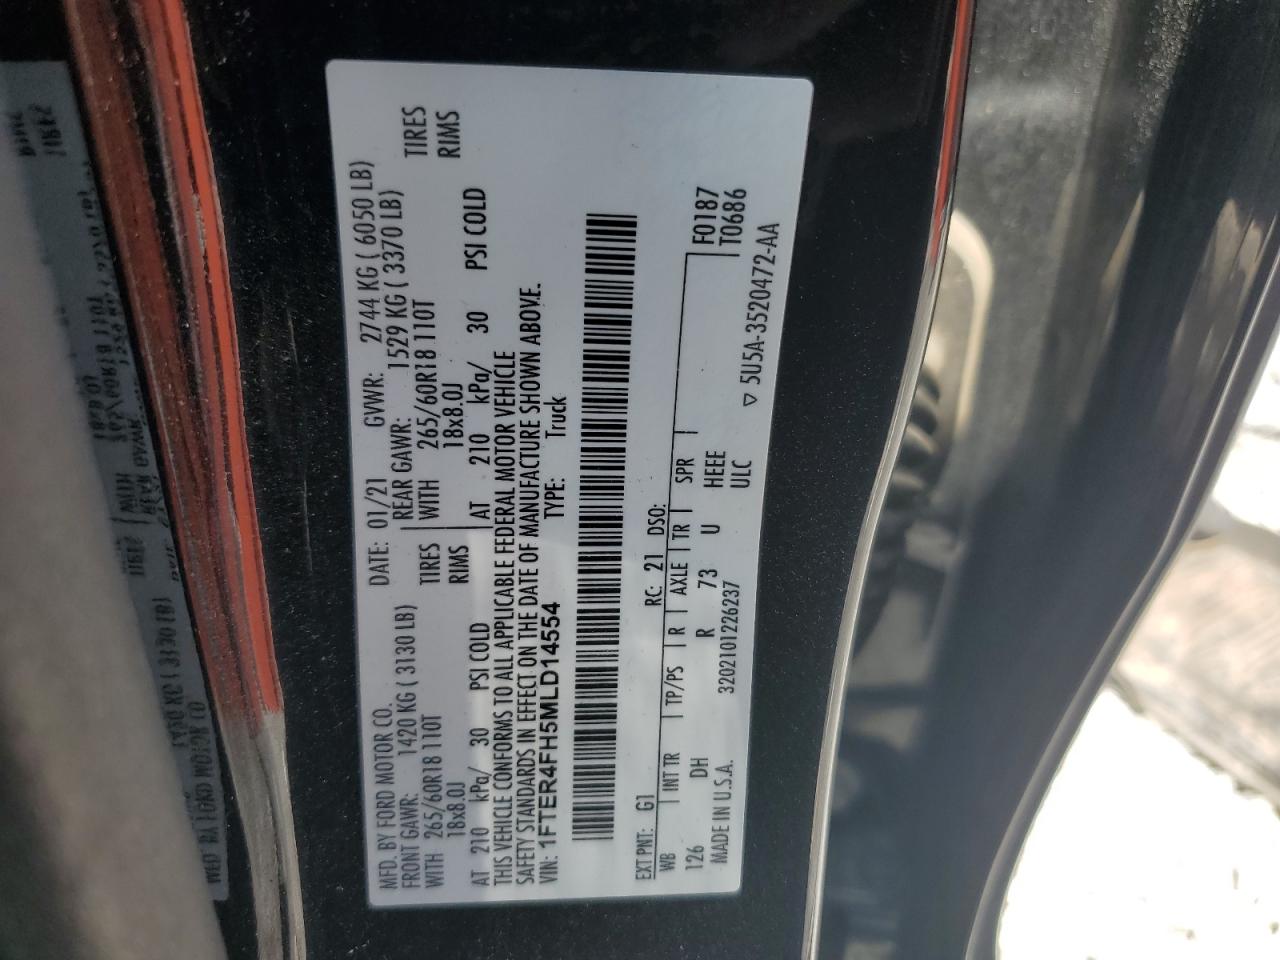 MFD. BY FORD MOTOR CO.
DATE: 01/21 GVWR: 2744 KG ( 6050 LB)
FRONT GAWR: 1420 KG ( 3130 LB) REAR GAWR: 1529 KG ( 3370 LB)
WITH 265/60R18 110T TIRES WITH 265/60R18 110T TIRES
18x8.0J RIMS 18x8.0J RIMS
AT 210 kPa/ 30 PSI COLD AT 210 kPa/ 30 PSI COLD
THIS VEHICLE CONFORMS TO ALL APPLICABLE FEDERAL MOTOR VEHICLE
SAFETY STANDARDS IN EFFECT ON THE DATE OF MANUFACTURE SHOWN ABOVE.
VIN: 1FTER4FH5MLD14554 TYPE: Truck
EXT PNT: G1 RC: 21 DSO:
WB INT TR TP/PS R AXLE TR SPR F0187
126 DH R 73 U HEEE T0686
MADE IN U.S.A. 3202101226237 ULC
▽ 5U5A-3520472-AA